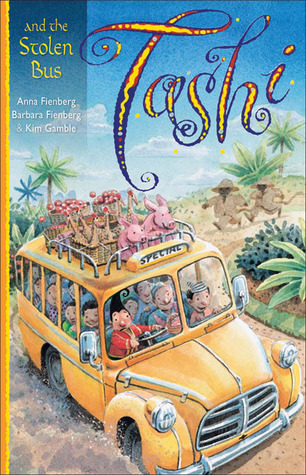 and the
Stolen
Bus
Anna Fienberg
Barbara Fienberg
& Kim Gamble
Tashi
SPECIAL